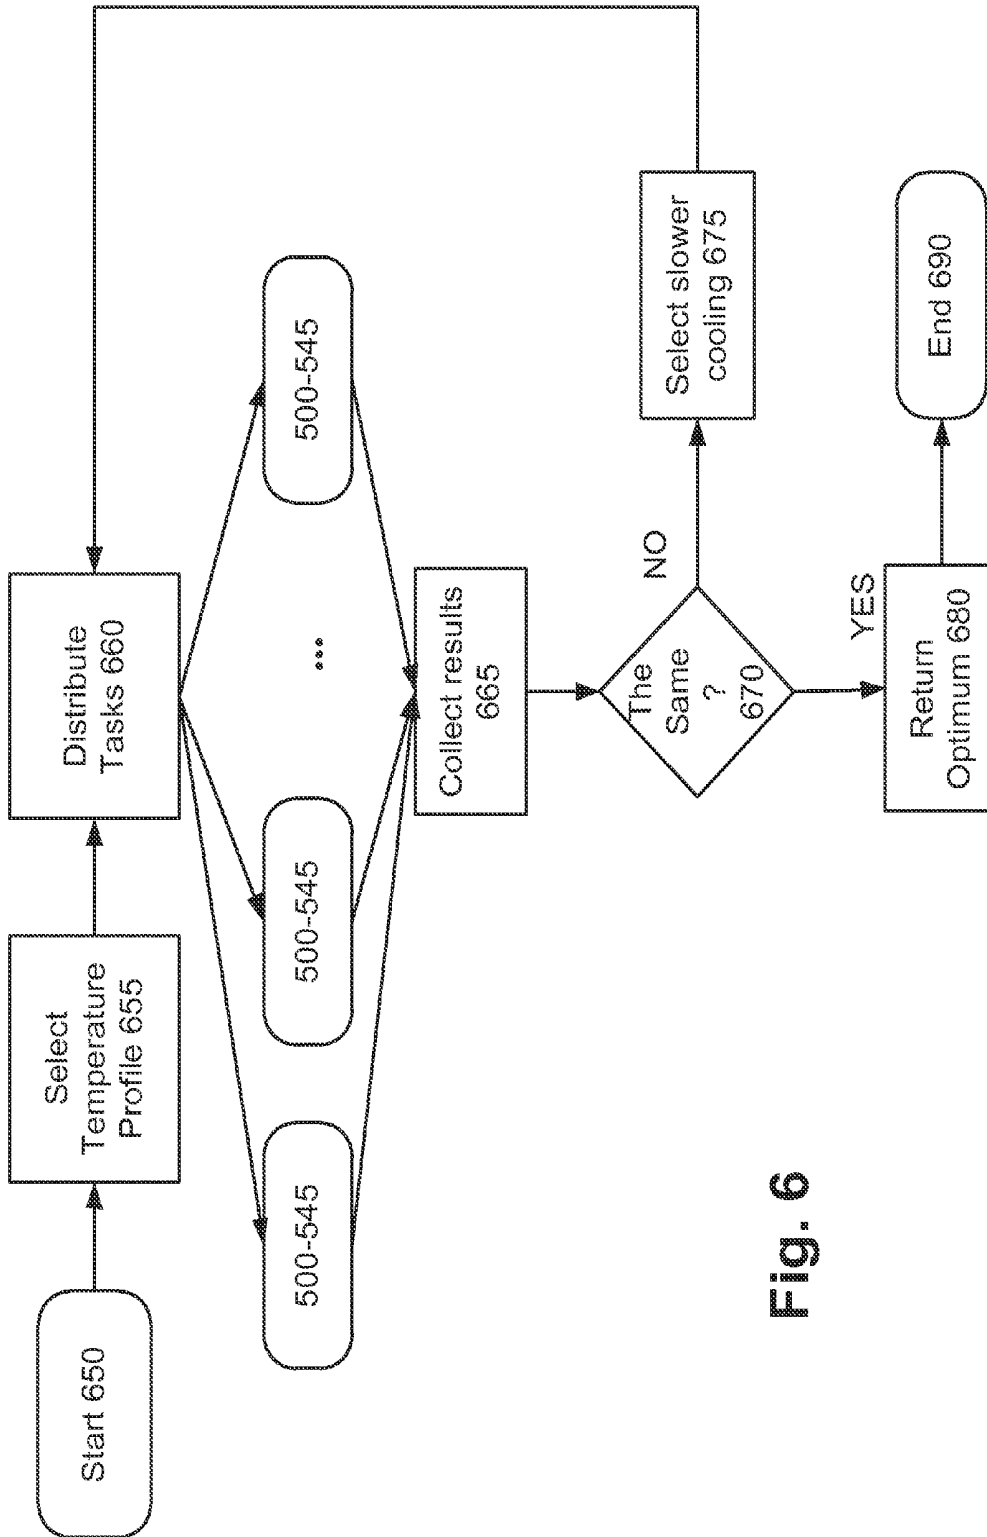 Start 650
Select
Temperature
Profile 655
Distribute
Tasks 660
500-545
500-545
...
500-545
Collect results
665
The
Same
?
670
NO
Select slower
cooling 675
YES
Return
Optimum 680
End 690
Fig. 6